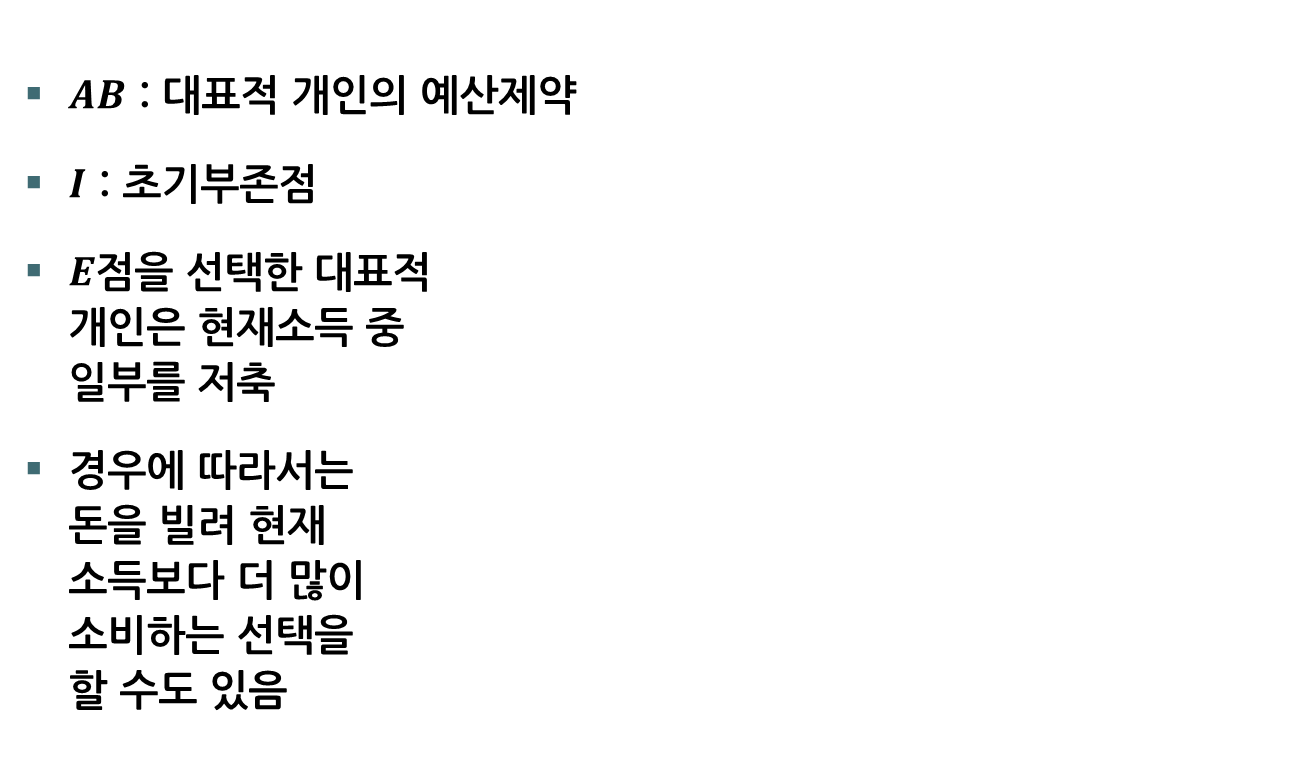 ▪ AB : 대표적 개인의 예산제약
▪ I : 초기부존점
▪ E점을 선택한 대표적
개인은 현재소득 중
일부를 저축
▪ 경우에 따라서는
돈을 빌려 현재
소득보다 더 많이
소비하는 선택을
할 수도 있음